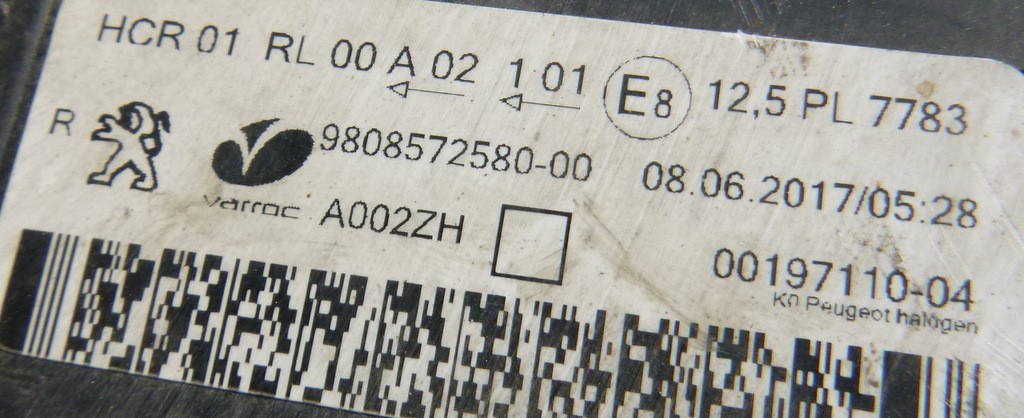 HCR 01 RL 00 A 02 1 01 E8 12,5 PL 7783
R varroc 9808572580-00 08.06.2017/05:28
A002ZH 00197110-04
K0 Peugeot halogen